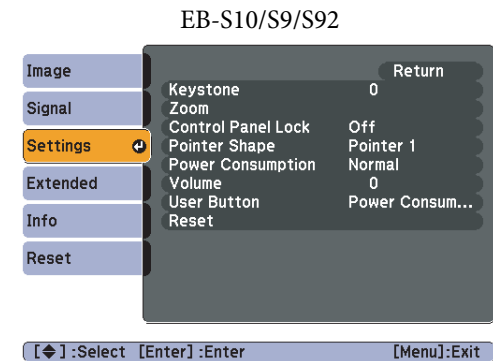 EB-S10/S9/S92
Return
Image
Signal
Settings
Extended
Info
Reset
Keystone 0
Zoom
Control Panel Lock Off
Pointer Shape Pointer 1
Power Consumption Normal
Volume 0
User Button Power Consum...
Reset
[◆] :Select [Enter] :Enter [Menu]:Exit